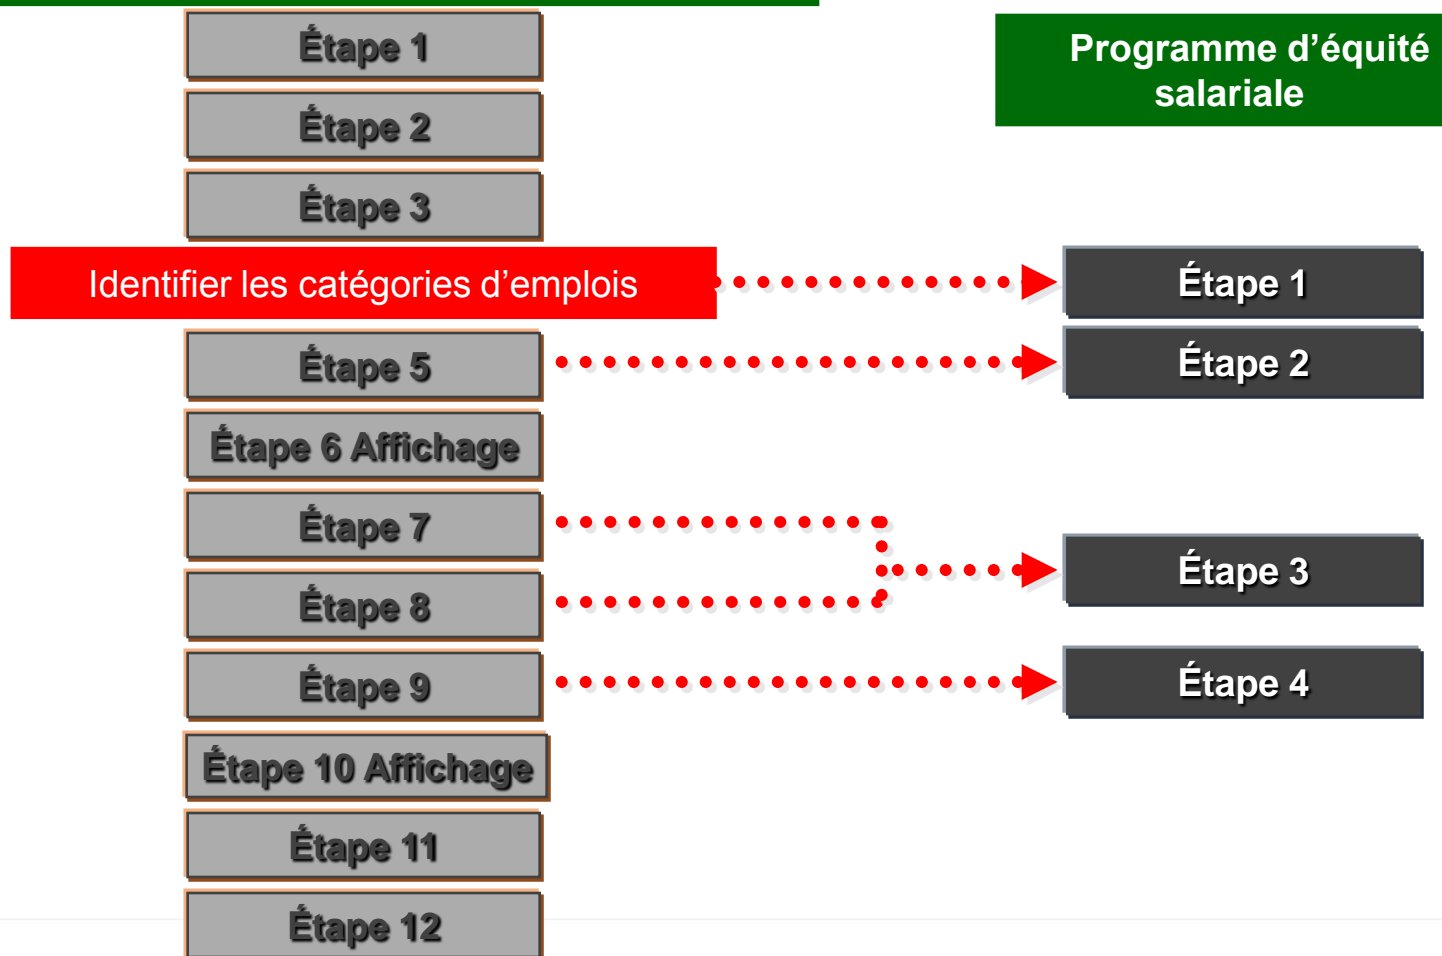 Étape 1
Étape 2
Étape 3
Identifier les catégories d’emplois
Étape 5
Étape 6 Affichage
Étape 7
Étape 8
Étape 9
Étape 10 Affichage
Étape 11
Étape 12
Programme d’équité
salariale
Étape 1
Étape 2
Étape 3
Étape 4